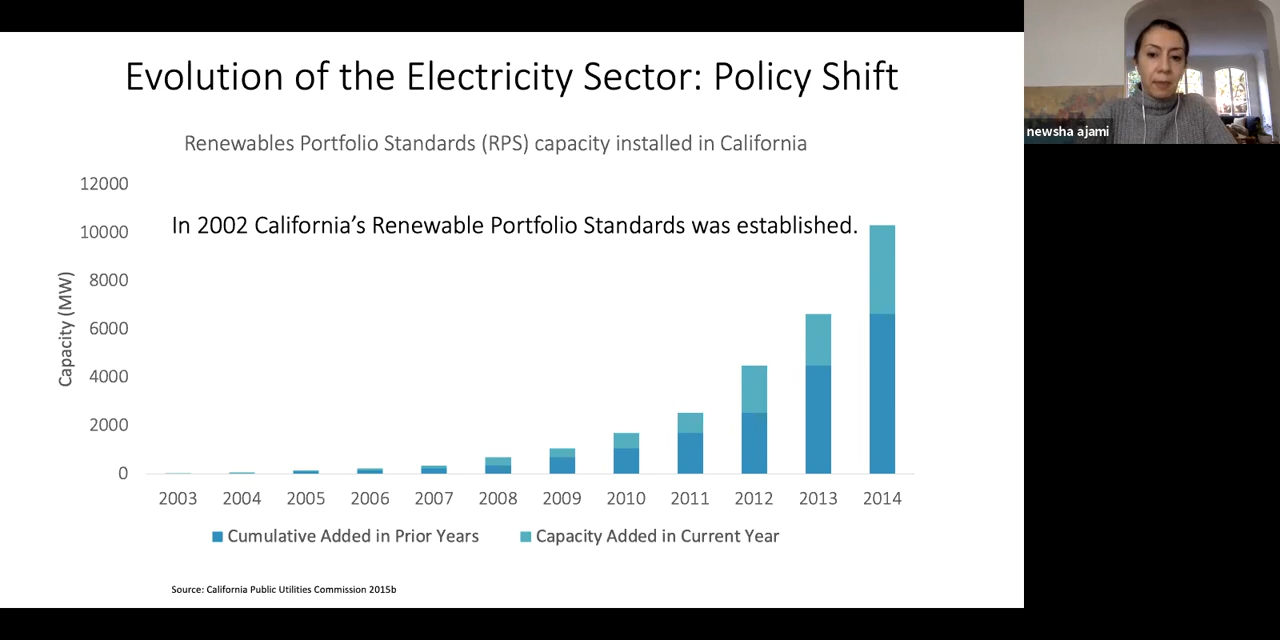 Evolution of the Electricity Sector: Policy Shift
newsha ajami
Renewables Portfolio Standards (RPS) capacity installed in California
12000
In 2002 California’s Renewable Portfolio Standards was established.
10000
8000
6000
4000
2000
0
Capacity (MW)
2003 2004 2005 2006 2007 2008 2009 2010 2011 2012 2013 2014
Cumulative Added in Prior Years Capacity Added in Current Year
Source: California Public Utilities Commission 2015b